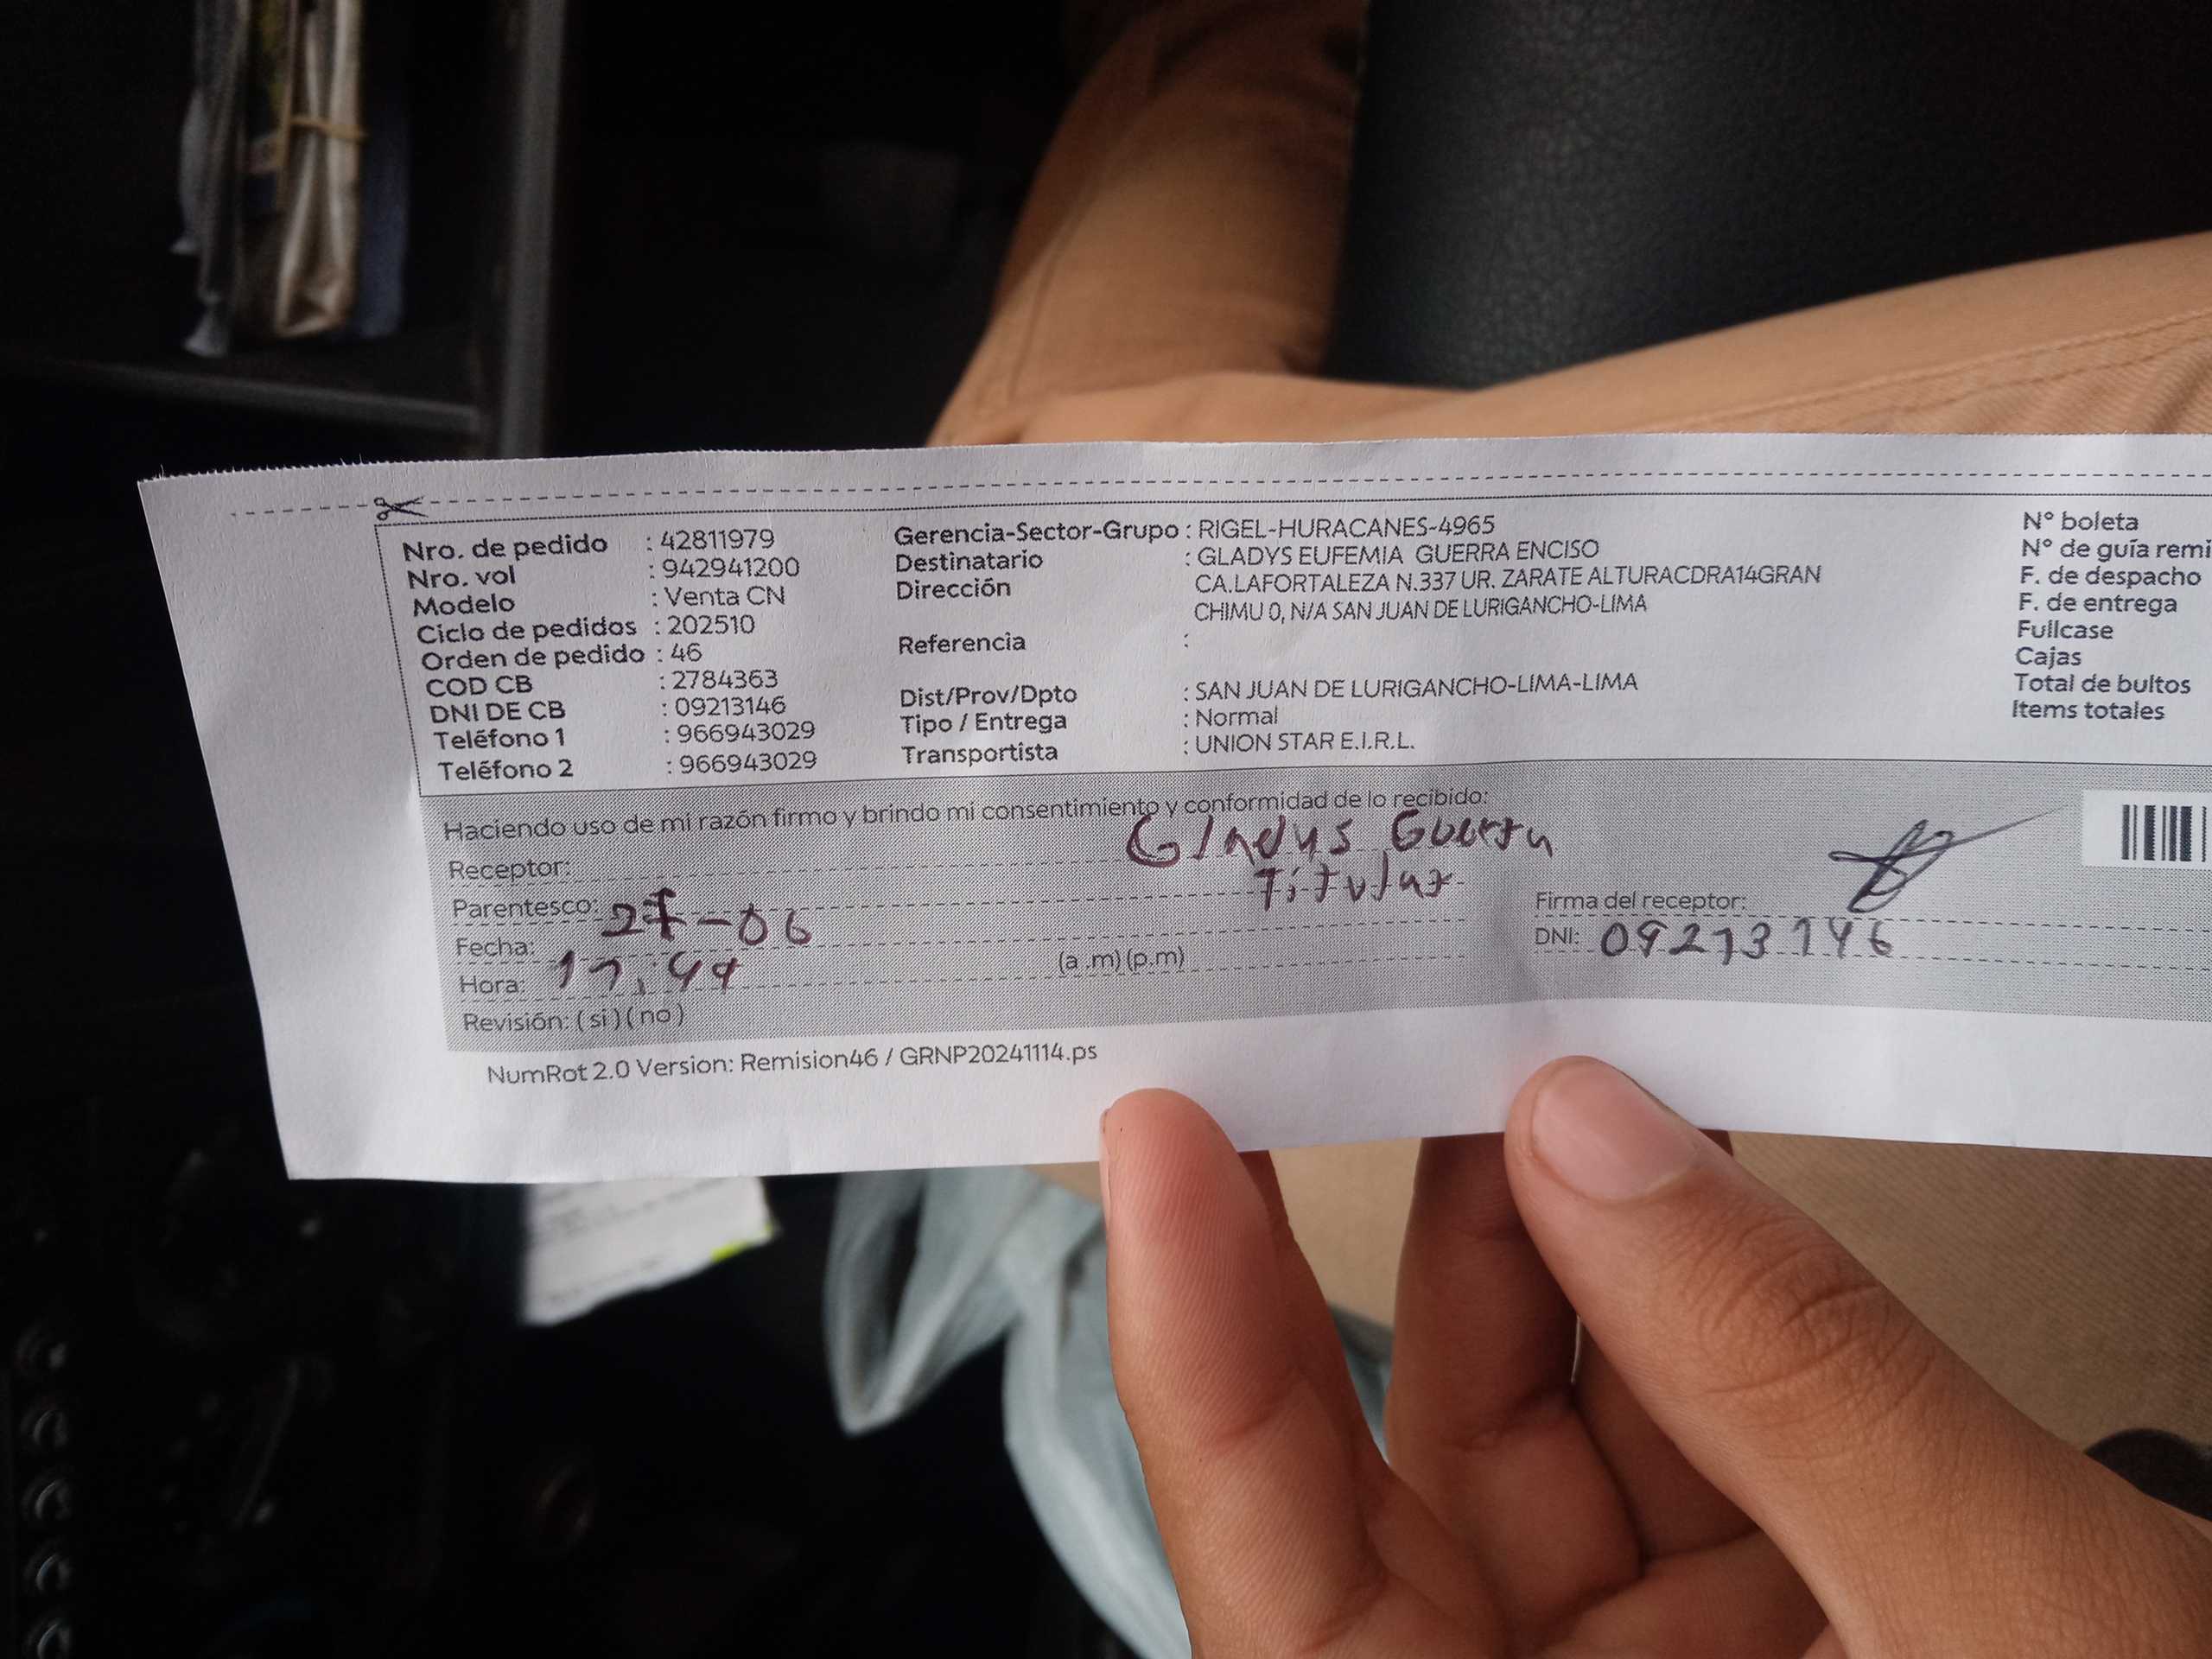 Nro. de pedido : 42811979
Nro. vol : 942941200
Modelo : Venta CN
Ciclo de pedidos : 202510
Orden de pedido : 46
COD CB : 2784363
DNI DE CB : 09213146
Teléfono 1 : 966943029
Teléfono 2 : 966943029
Gerencia-Sector-Grupo : RIGEL-HURACANES-4965
Destinatario : GLADYS EUFEMIA GUERRA ENCISO
Dirección CA.LAFORTALEZA N.337 UR. ZARATE ALTURACDRA14GRAN
CHIMU 0, N/A SAN JUAN DE LURIGANCHO-LIMA
Referencia :
Dist/Prov/Dpto : SAN JUAN DE LURIGANCHO-LIMA-LIMA
Tipo / Entrega : Normal
Transportista : UNION STAR E.I.R.L.
N° boleta
N° de guía remi
F. de despacho
F. de entrega
Fullcase
Cajas
Total de bultos
Items totales
Haciendo uso de mi razón firmo y brindo mi consentimiento y conformidad de lo recibido:
Receptor: Gladys Guerra
Parentesco: Titular
Fecha: 27-06
Hora: (a .m) (p.m)
Revisión: ( si ) ( no )
Firma del receptor:
DNI: 09213146
NumRot 2.0 Version: Remision46 / GRNP20241114.ps